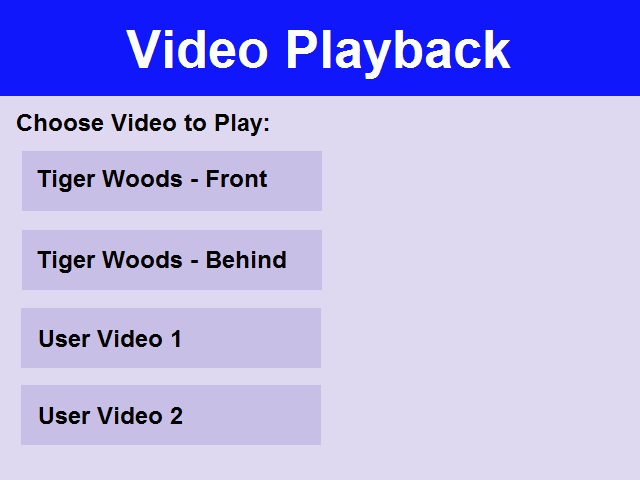 Video Playback
Choose Video to Play:
Tiger Woods - Front
Tiger Woods - Behind
User Video 1
User Video 2